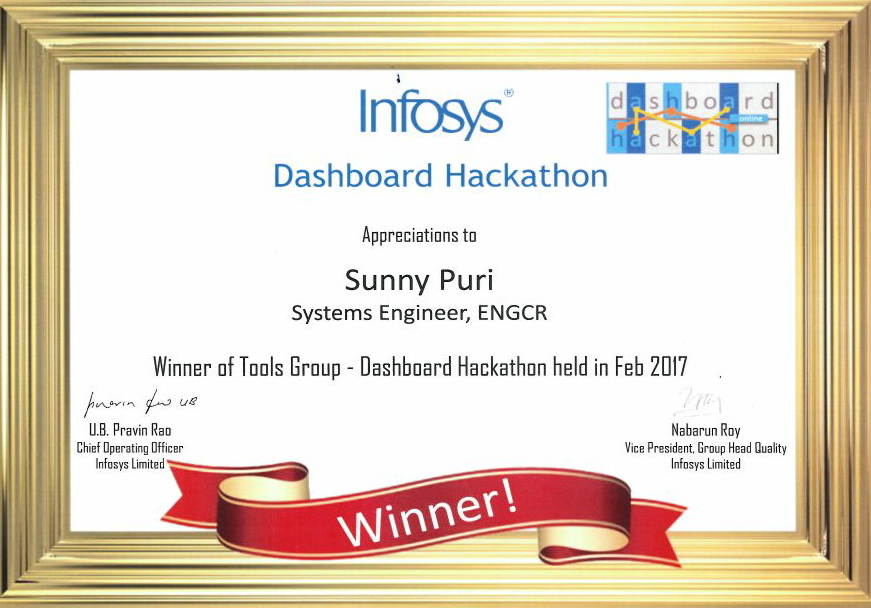 Infosys®
dashboard
online
hackathon
Dashboard Hackathon
Appreciations to
Sunny Puri
Systems Engineer, ENGCR
Winner of Tools Group - Dashboard Hackathon held in Feb 2017
U.B. Pravin Rao
Chief Operating Officer
Infosys Limited
Nabarun Roy
Vice President, Group Head Quality
Infosys Limited
Winner!